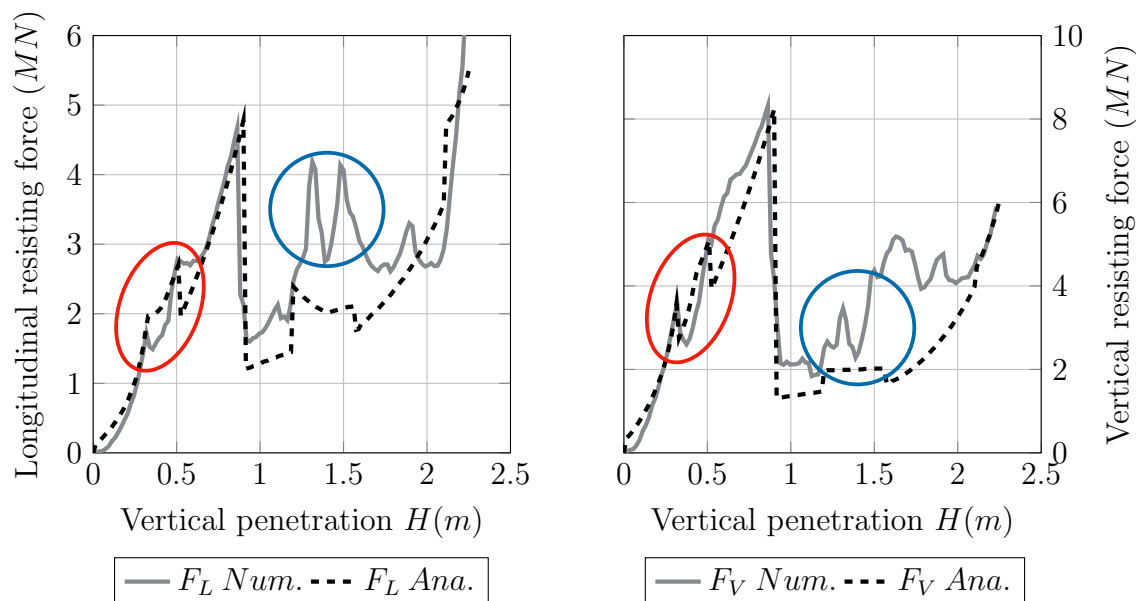 Longitudinal resisting force (MN)
6
5
4
3
2
1
0
0 0.5 1 1.5 2 2.5
Vertical penetration H(m)
F_L Num. F_L Ana.
Vertical resisting force (MN)
10
8
6
4
2
0
0 0.5 1 1.5 2 2.5
Vertical penetration H(m)
F_V Num. F_V Ana.